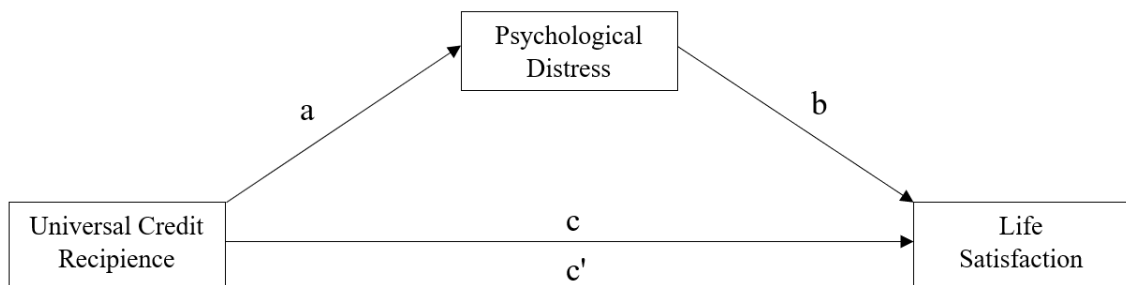 Psychological
Distress
a
b
Universal Credit
Recipience
c
c'
Life
Satisfaction